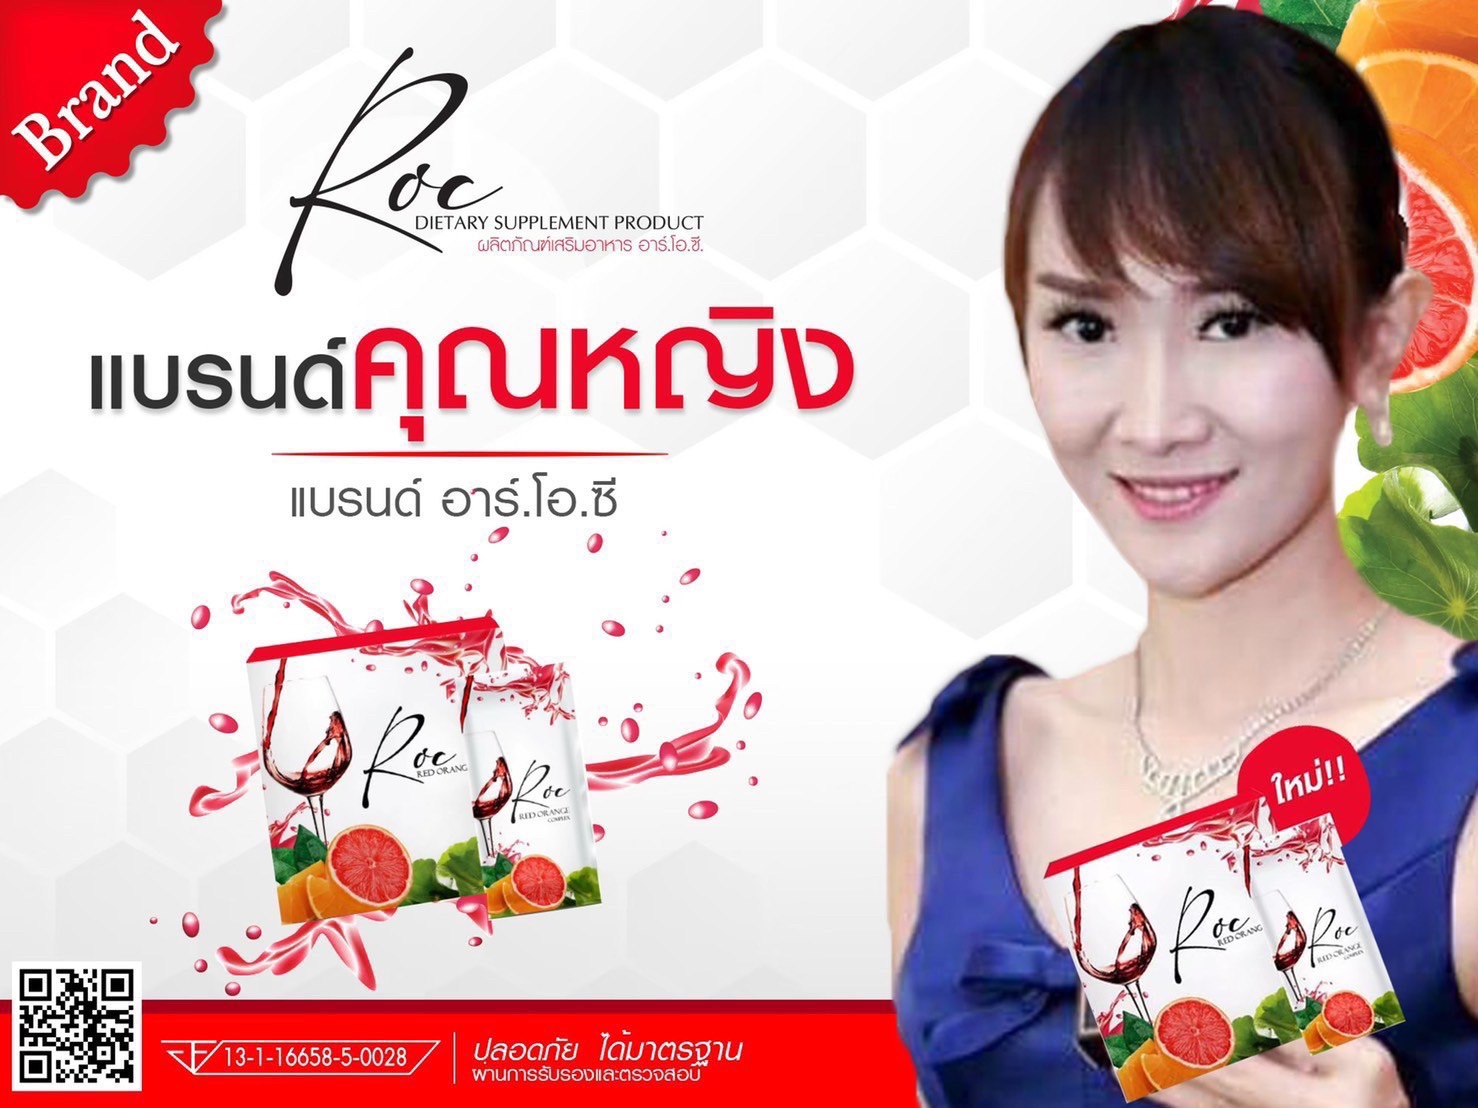 Brand
Roc
DIETARY SUPPLEMENT PRODUCT
ผลิตภัณฑ์เสริมอาหาร อาร์.โอ.ซี.
แบรนด์คุณหญิง
แบรนด์ อาร์.โอ.ซี
Roc
RED ORANG
Roc
RED ORANGE
COMPLEX
ใหม่!!
Roc
RED ORANG
Roc
RED ORANGE
COMPLEX
13-1-16658-5-0028
ปลอดภัย ได้มาตรฐาน
ผ่านการรับรองและตรวจสอบ